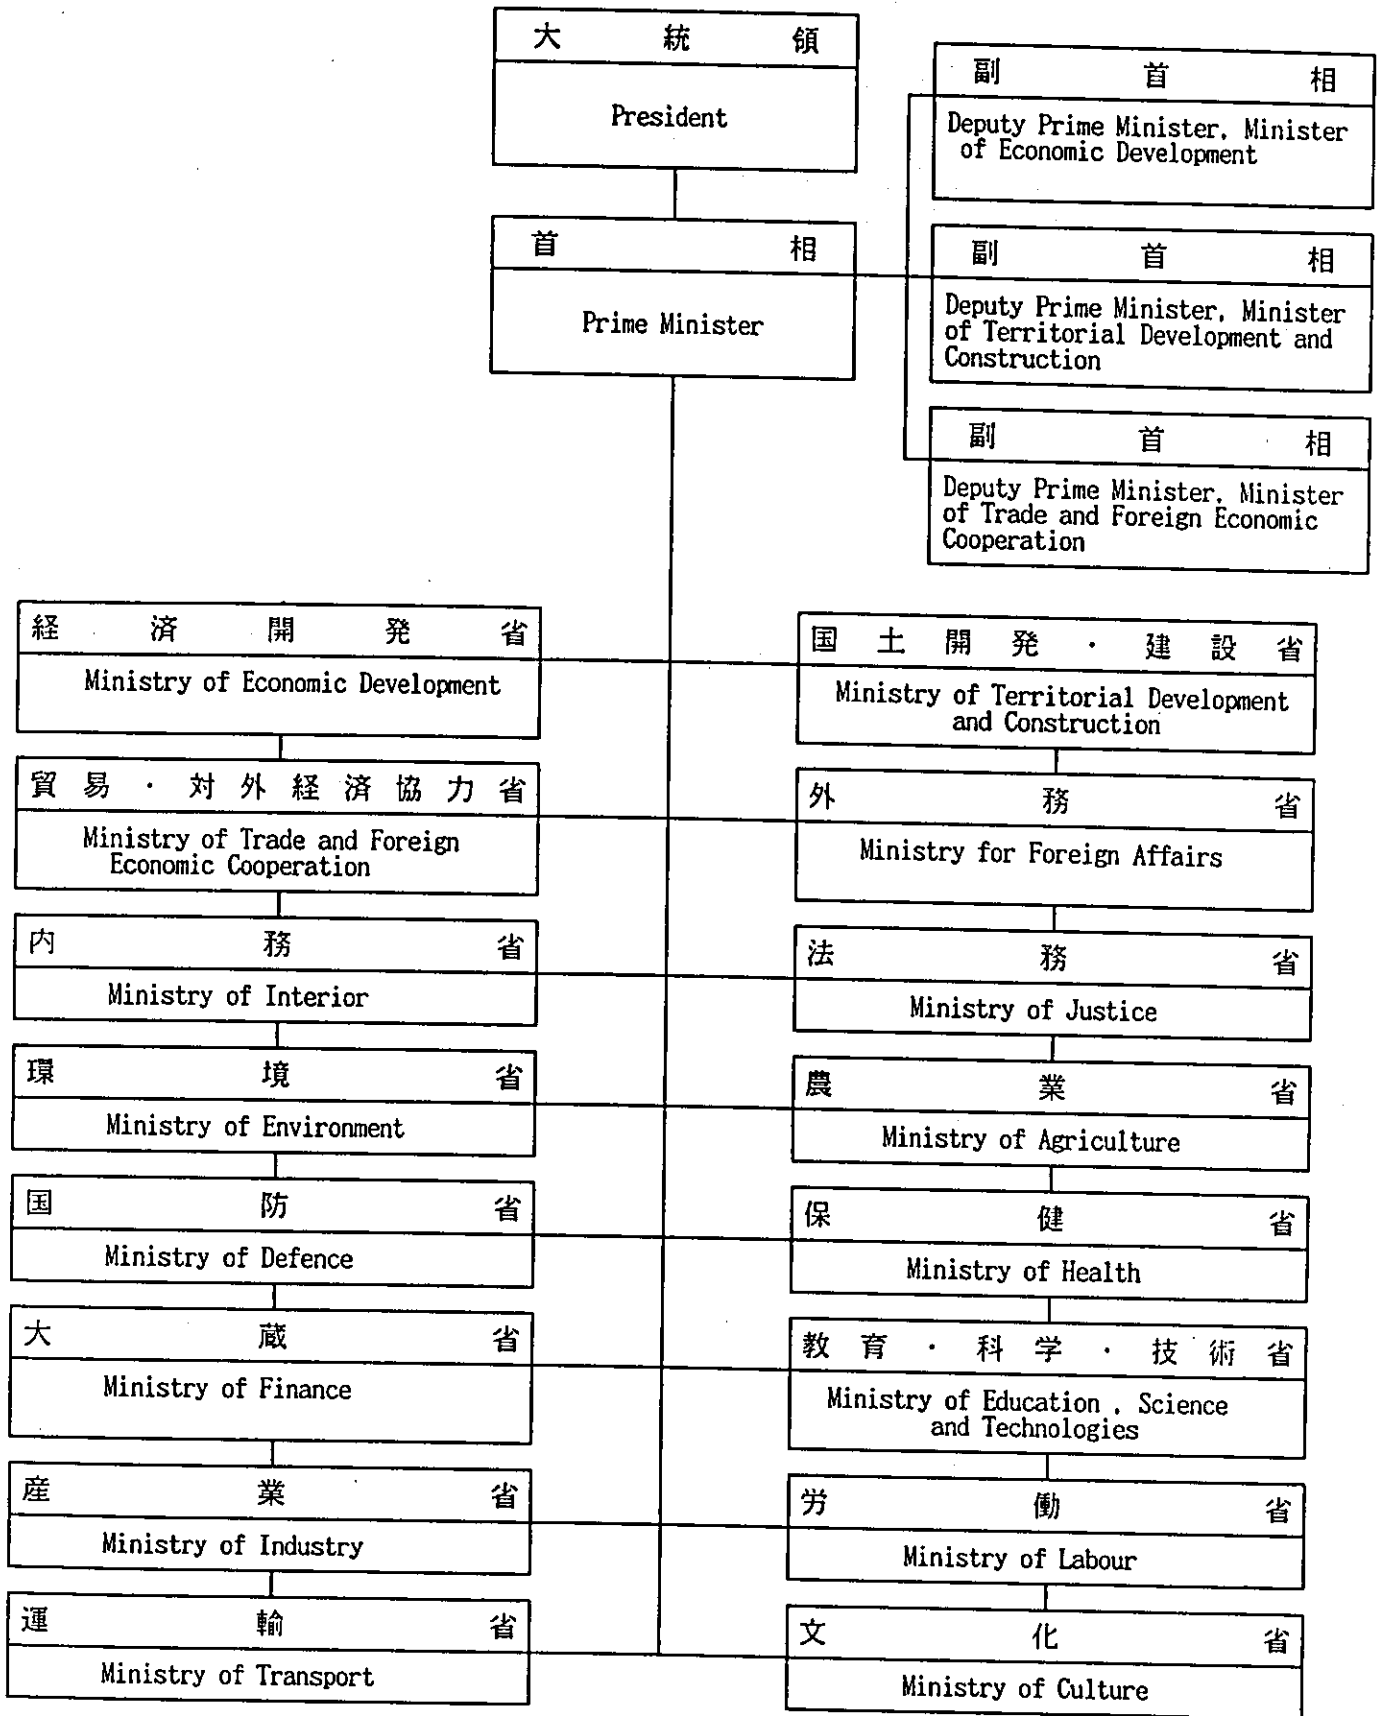 大統領
President
副首相
Deputy Prime Minister, Minister
of Economic Development
首相
Prime Minister
副首相
Deputy Prime Minister, Minister
of Territorial Development and
Construction
副首相
Deputy Prime Minister, Minister
of Trade and Foreign Economic
Cooperation
経済開発省
Ministry of Economic Development
国土開発・建設省
Ministry of Territorial Development
and Construction
貿易・対外経済協力省
Ministry of Trade and Foreign
Economic Cooperation
外務省
Ministry for Foreign Affairs
内務省
Ministry of Interior
法務省
Ministry of Justice
環境省
Ministry of Environment
農業省
Ministry of Agriculture
国防省
Ministry of Defence
保健省
Ministry of Health
大蔵省
Ministry of Finance
教育・科学・技術省
Ministry of Education, Science
and Technologies
産業省
Ministry of Industry
労働省
Ministry of Labour
運輸省
Ministry of Transport
文化省
Ministry of Culture